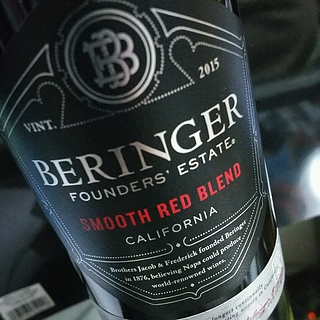 BB
VINT. 2015
BERINGER
FOUNDERS' ESTATE®
SMOOTH RED BLEND
CALIFORNIA
Brothers Jacob & Frederick founded Beringer
in 1876, believing Napa could produce
world-renowned wines.